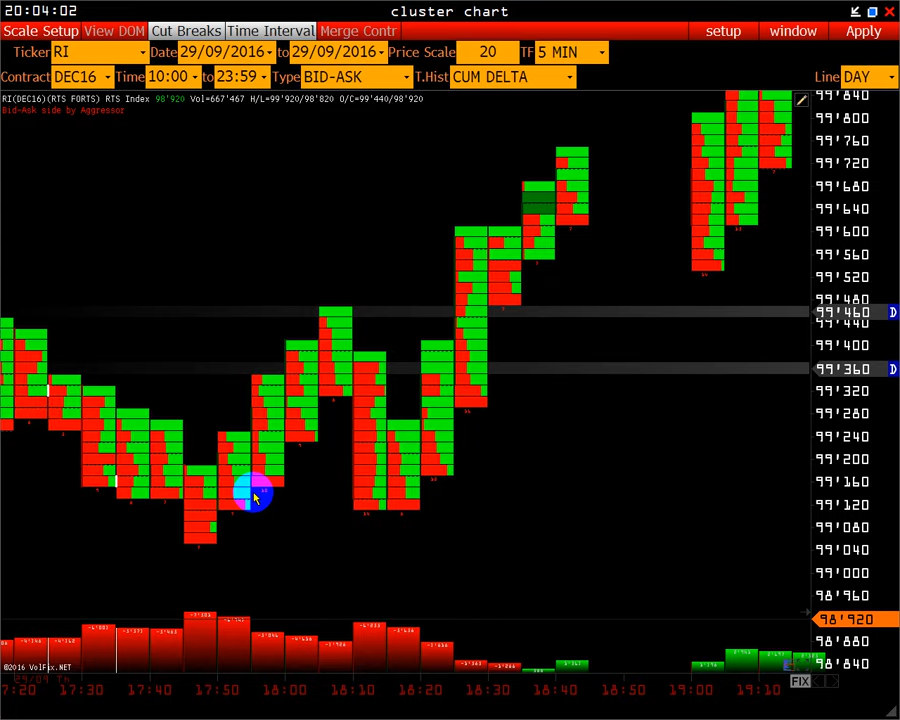 20:04:02 cluster chart
Scale Setup View DOM Cut Breaks Time Interval Merge Contr setup window Apply
Ticker RI Date 29/09/2016 to 29/09/2016 Price Scale 20 TF 5 MIN
Contract DEC16 Time 10:00 to 23:59 Type BID-ASK T.Hist CUM DELTA Line DAY
RI(DEC16)(RTS FORTS) RTS Index 98'920 Vol=667'467 H/L=99'920/98'820 O/C=99'440/98'920
Bid-Ask side by Aggressor
99'840
99'800
99'760
99'720
99'680
99'640
99'600
99'560
99'520
99'480
99'460 D
99'440
99'400
99'360 D
99'320
99'280
99'240
99'200
99'160
99'120
99'080
99'040
99'000
98'960
98'920
98'880
98'840
©2016 VolFix.NET
29/09 Th
FIX
7:20 17:30 17:40 17:50 18:00 18:10 18:20 18:30 18:40 18:50 19:00 19:10